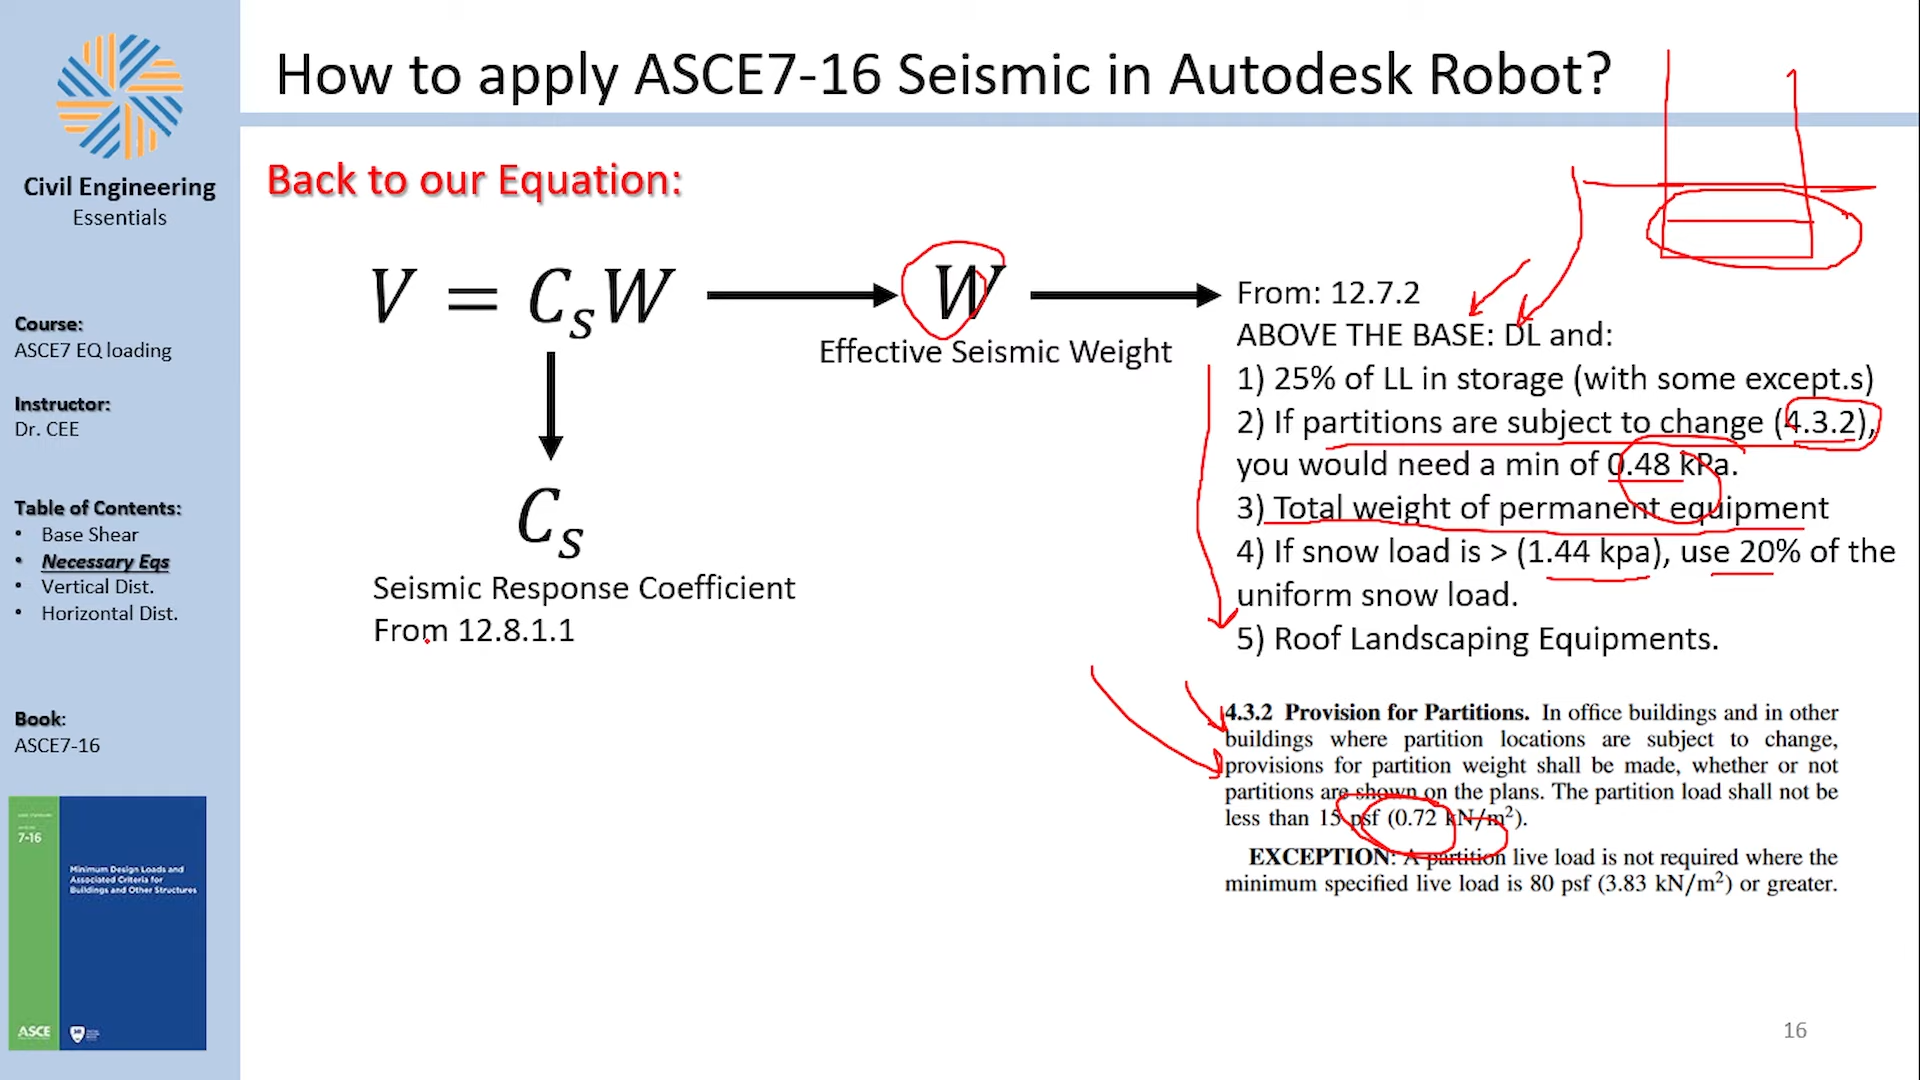 How to apply ASCE7-16 Seismic in Autodesk Robot?
Civil Engineering
Essentials
Course:
ASCE7 EQ loading
Instructor:
Dr. CEE
Table of Contents:
• Base Shear
• Necessary Eqs
• Vertical Dist.
• Horizontal Dist.
Book:
ASCE7-16
7-16
Minimum Design Loads and
Associated Criteria for
Buildings and Other Structures
ASCE
Back to our Equation:
V = CsW
W
Effective Seismic Weight
Cs
Seismic Response Coefficient
From 12.8.1.1
From: 12.7.2
ABOVE THE BASE: DL and:
1) 25% of LL in storage (with some except.s)
2) If partitions are subject to change (4.3.2),
you would need a min of 0.48 kPa.
3) Total weight of permanent equipment
4) If snow load is > (1.44 kpa), use 20% of the
uniform snow load.
5) Roof Landscaping Equipments.
4.3.2 Provision for Partitions. In office buildings and in other
buildings where partition locations are subject to change,
provisions for partition weight shall be made, whether or not
partitions are shown on the plans. The partition load shall not be
less than 15 psf (0.72 kN/m²).
EXCEPTION: A partition live load is not required where the
minimum specified live load is 80 psf (3.83 kN/m²) or greater.
16